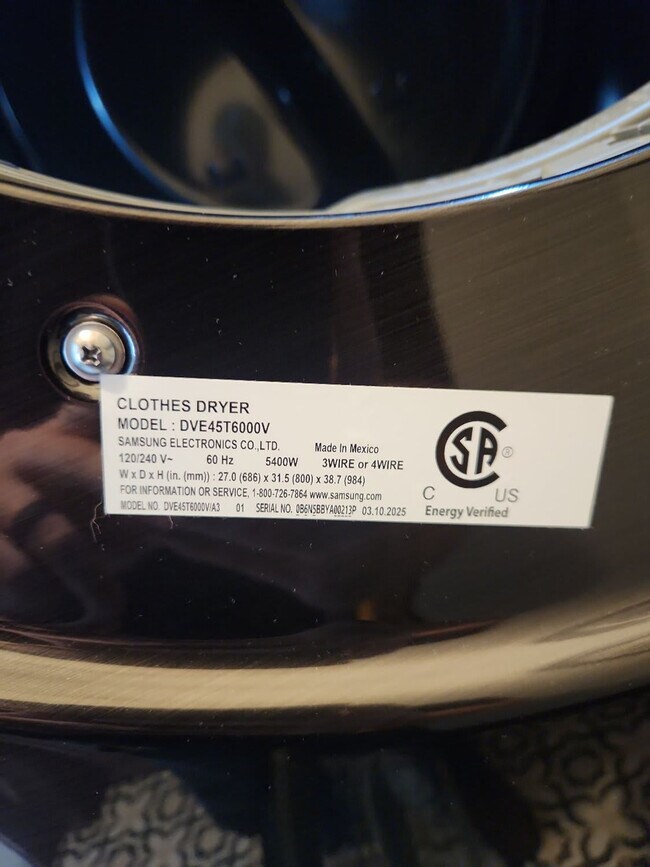 CLOTHES DRYER
MODEL : DVE45T6000V
SAMSUNG ELECTRONICS CO.,LTD. Made In Mexico
120/240 V~ 60 Hz 5400W 3WIRE or 4WIRE
W x D x H (in. (mm)) : 27.0 (686) x 31.5 (800) x 38.7 (984)
FOR INFORMATION OR SERVICE, 1-800-726-7864 www.samsung.com
MODEL NO. DVE45T6000V/A3 01 SERIAL NO. 0B6N5BBYA00213P 03.10.2025
SA ®
C US
Energy Verified